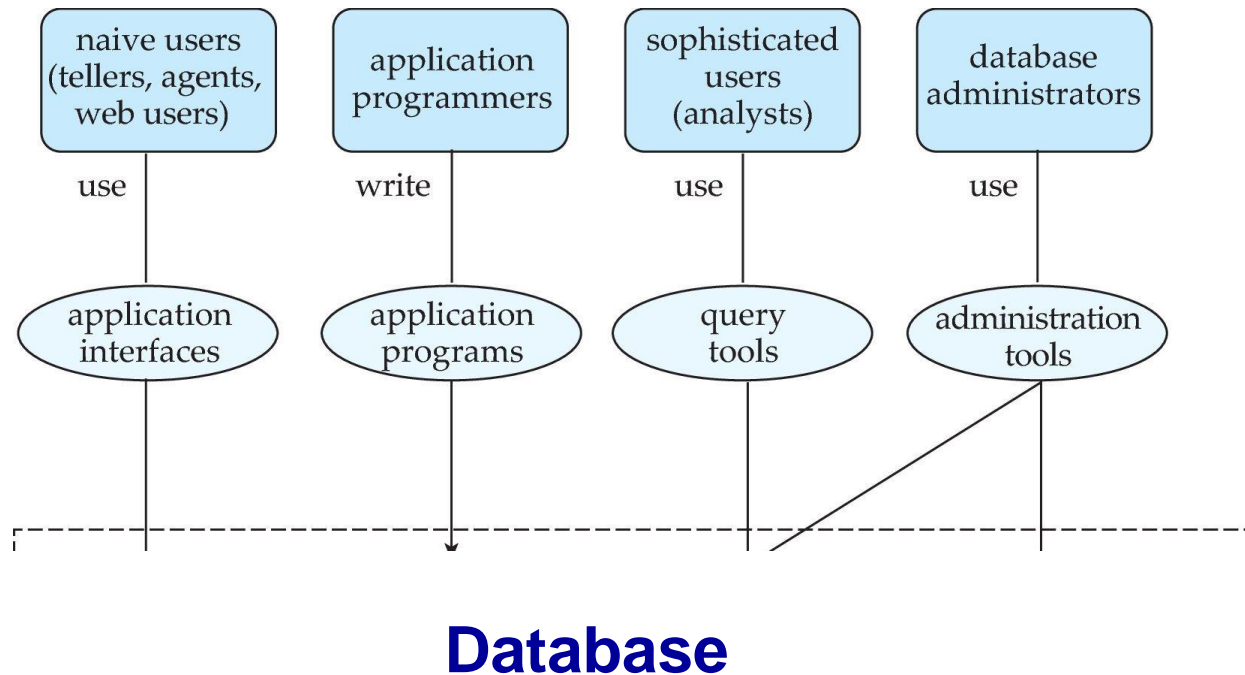 naive users
(tellers, agents,
web users)
application
programmers
sophisticated
users
(analysts)
database
administrators
use
write
use
use
application
interfaces
application
programs
query
tools
administration
tools
Database